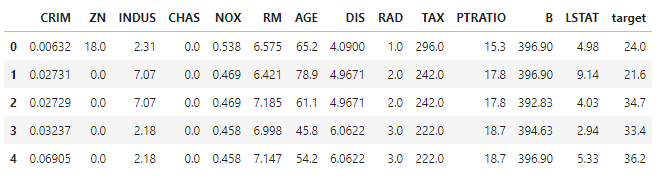 CRIM ZN INDUS CHAS NOX RM AGE DIS RAD TAX PTRATIO B LSTAT target
0 0.00632 18.0 2.31 0.0 0.538 6.575 65.2 4.0900 1.0 296.0 15.3 396.90 4.98 24.0
1 0.02731 0.0 7.07 0.0 0.469 6.421 78.9 4.9671 2.0 242.0 17.8 396.90 9.14 21.6
2 0.02729 0.0 7.07 0.0 0.469 7.185 61.1 4.9671 2.0 242.0 17.8 392.83 4.03 34.7
3 0.03237 0.0 2.18 0.0 0.458 6.998 45.8 6.0622 3.0 222.0 18.7 394.63 2.94 33.4
4 0.06905 0.0 2.18 0.0 0.458 7.147 54.2 6.0622 3.0 222.0 18.7 396.90 5.33 36.2